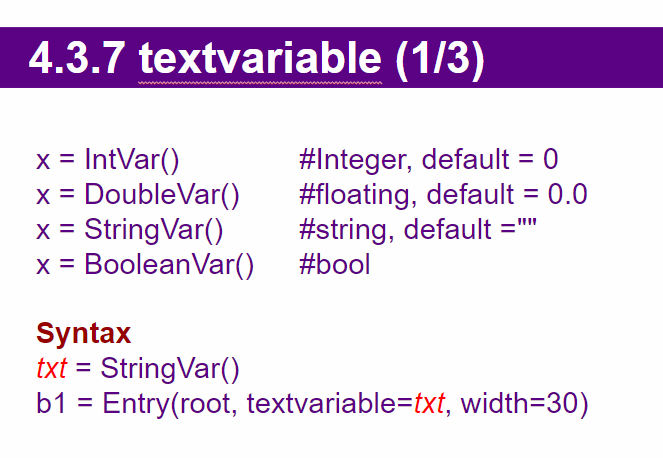 4.3.7 textvariable (1/3)
x = IntVar() #Integer, default = 0
x = DoubleVar() #floating, default = 0.0
x = StringVar() #string, default =""
x = BooleanVar() #bool
Syntax
txt = StringVar()
b1 = Entry(root, textvariable=txt, width=30)